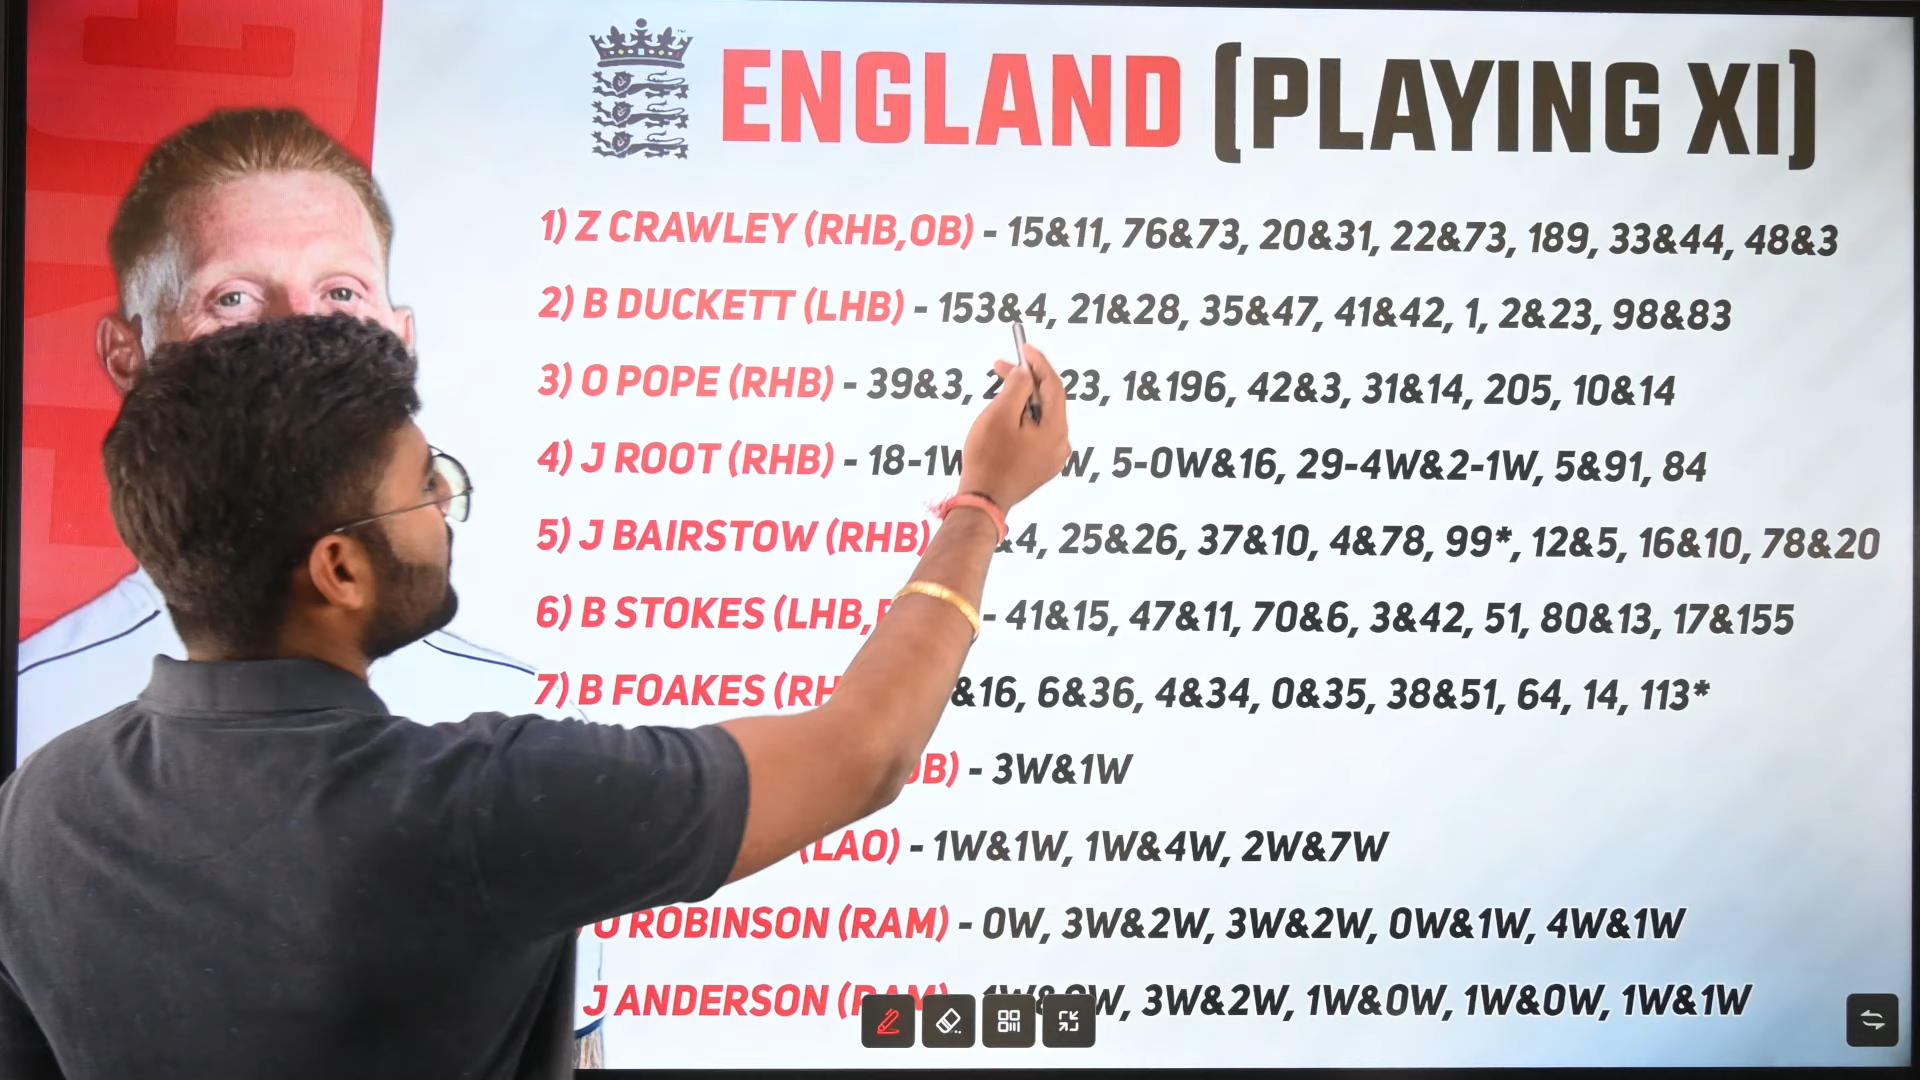 ENGLAND (PLAYING XI)
1) Z CRAWLEY (RHB,OB) - 15&11, 76&73, 20&31, 22&73, 189, 33&44, 48&3
2) B DUCKETT (LHB) - 153&4, 21&28, 35&47, 41&42, 1, 2&23, 98&83
3) O POPE (RHB) - 39&3, 23, 1&196, 42&3, 31&14, 205, 10&14
4) J ROOT (RHB) - 18-1W 5-0W&16, 29-4W&2-1W, 5&91, 84
5) J BAIRSTOW (RHB) &4, 25&26, 37&10, 4&78, 99*, 12&5, 16&10, 78&20
6) B STOKES (LHB, - 41&15, 47&11, 70&6, 3&42, 51, 80&13, 17&155
7) B FOAKES (RH &16, 6&36, 4&34, 0&35, 38&51, 64, 14, 113*
OB) - 3W&1W
(LAO) - 1W&1W, 1W&4W, 2W&7W
O ROBINSON (RAM) - 0W, 3W&2W, 3W&2W, 0W&1W, 4W&1W
J ANDERSON (RAM) - 3W&2W, 1W&0W, 1W&0W, 1W&1W